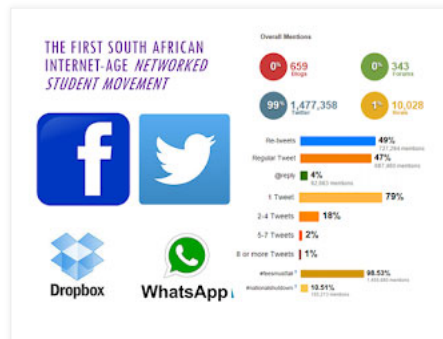 THE FIRST SOUTH AFRICAN
INTERNET-AGE NETWORKED
STUDENT MOVEMENT
f
Dropbox
WhatsApp
Overall Mentions
0% 659
Blogs
0% 343
Forums
99% 1,477,358
Twitter
1% 10,028
News
Re-tweets 49%
Regular Tweet 47%
@reply 4%
1 Tweet 79%
2-4 Tweets 18%
5-7 Tweets 2%
8 or more Tweets 1%
#feesmustfall 98.53%
#nationalshutdown 10.51%